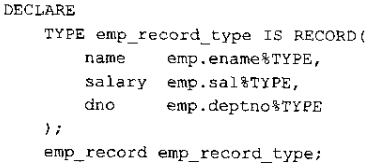 DECLARE
    TYPE emp_record_type IS RECORD(
        name    emp.ename%TYPE,
        salary  emp.sal%TYPE,
        dno     emp.deptno%TYPE
    );
    emp_record emp_record_type;